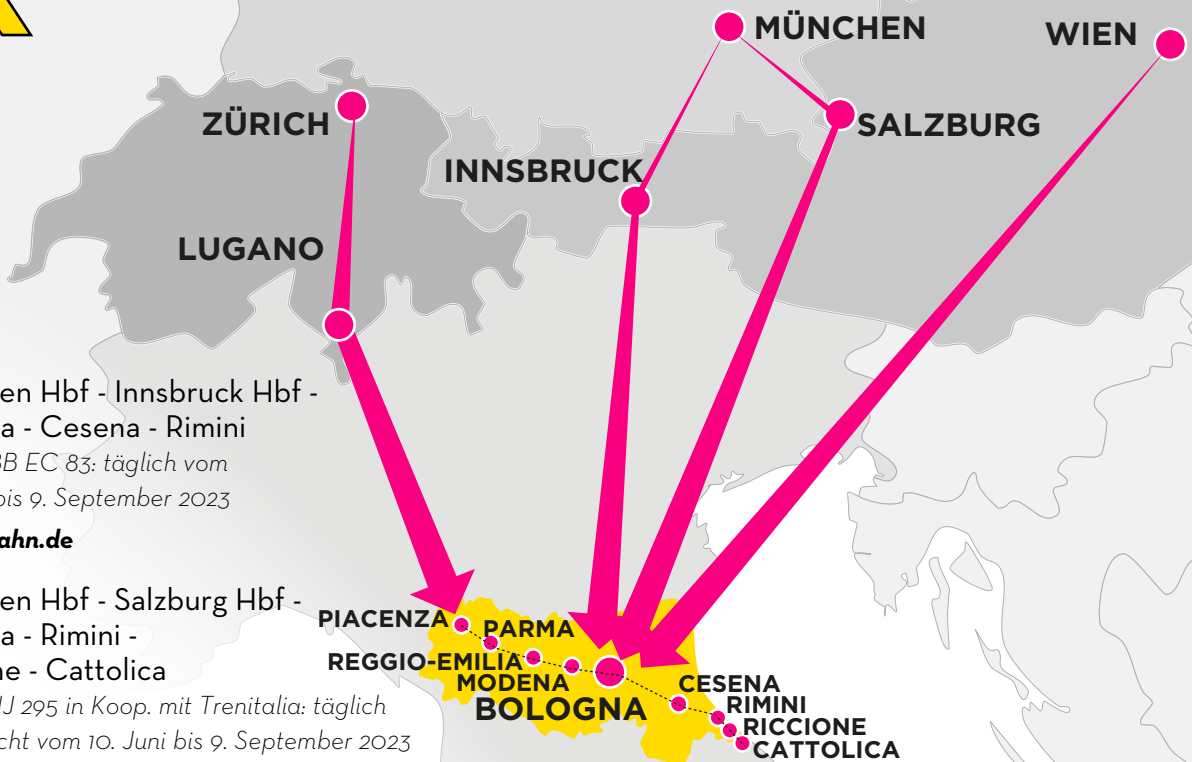 MÜNCHEN
WIEN
ZÜRICH
SALZBURG
INNSBRUCK
LUGANO
en Hbf - Innsbruck Hbf -
a - Cesena - Rimini
BB EC 83: täglich vom
bis 9. September 2023
ahn.de
en Hbf - Salzburg Hbf -
a - Rimini -
ne - Cattolica
NJ 295 in Koop. mit Trenitalia: täglich
ch vom 10. Juni bis 9. September 2023
PIACENZA
PARMA
REGGIO-EMILIA
MODENA
BOLOGNA
CESENA
RIMINI
RICCIONE
CATTOLICA